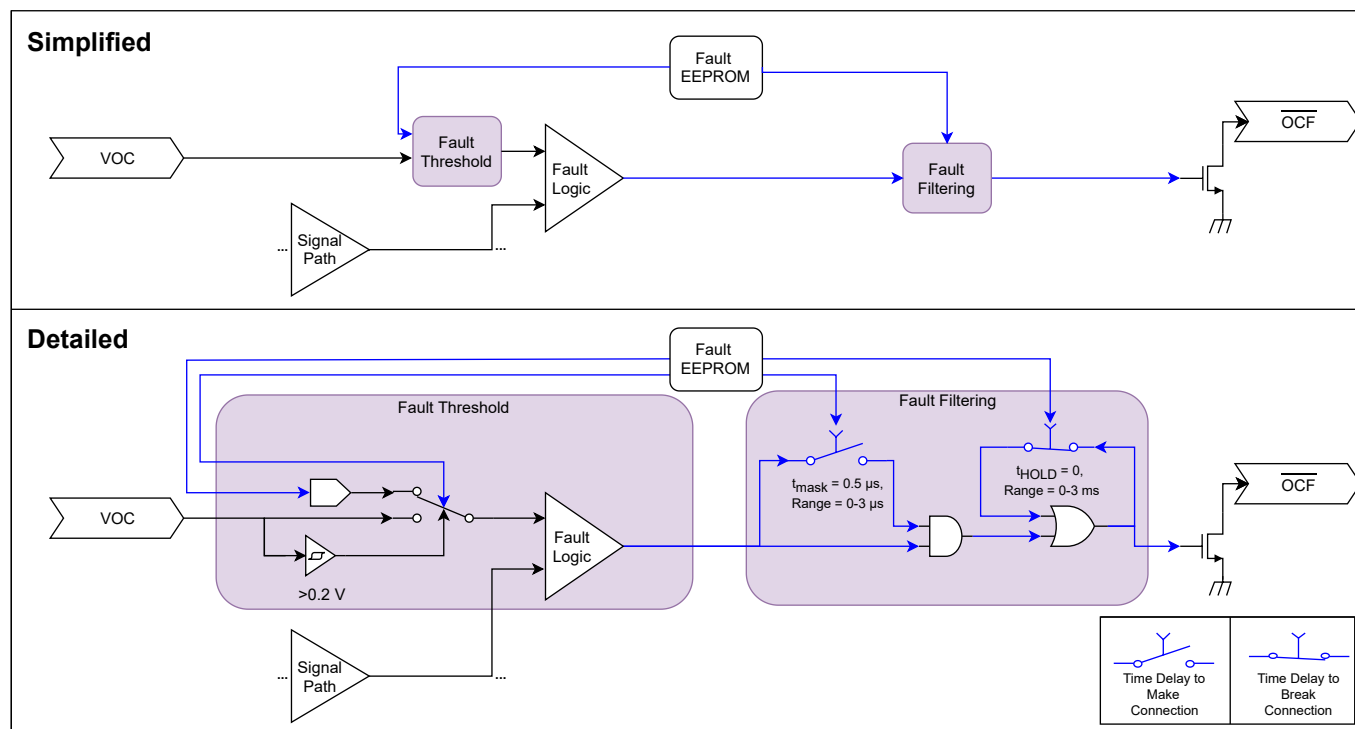 Simplified
Fault
EEPROM
VOC
Fault
Threshold
Fault
Logic
Fault
Filtering
OCF
Signal
Path
...
...
Detailed
Fault
EEPROM
Fault Threshold
Fault Filtering
VOC
>0.2 V
Fault
Logic
tmask = 0.5 µs,
Range = 0-3 µs
tHOLD = 0,
Range = 0-3 ms
OCF
Signal
Path
...
...
Time Delay to
Make
Connection
Time Delay to
Break
Connection